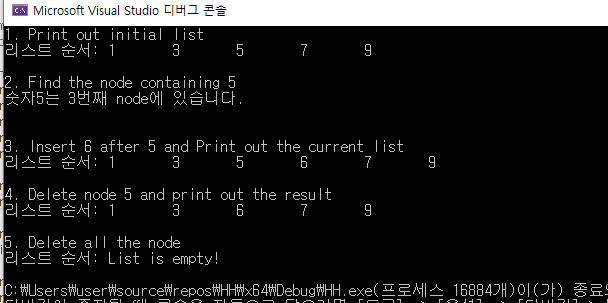 Microsoft Visual Studio 디버그 콘솔
1. Print out initial list
리스트 순서: 1 3 5 7 9
2. Find the node containing 5
숫자5는 3번째 node에 있습니다.
3. Insert 6 after 5 and Print out the current list
리스트 순서: 1 3 5 6 7 9
4. Delete node 5 and print out the result
리스트 순서: 1 3 6 7 9
5. Delete all the node
리스트 순서: List is empty!
C:\Users\user\source\repos\HH\x64\Debug\HH.exe(프로세스 16884개)이(가) 종료